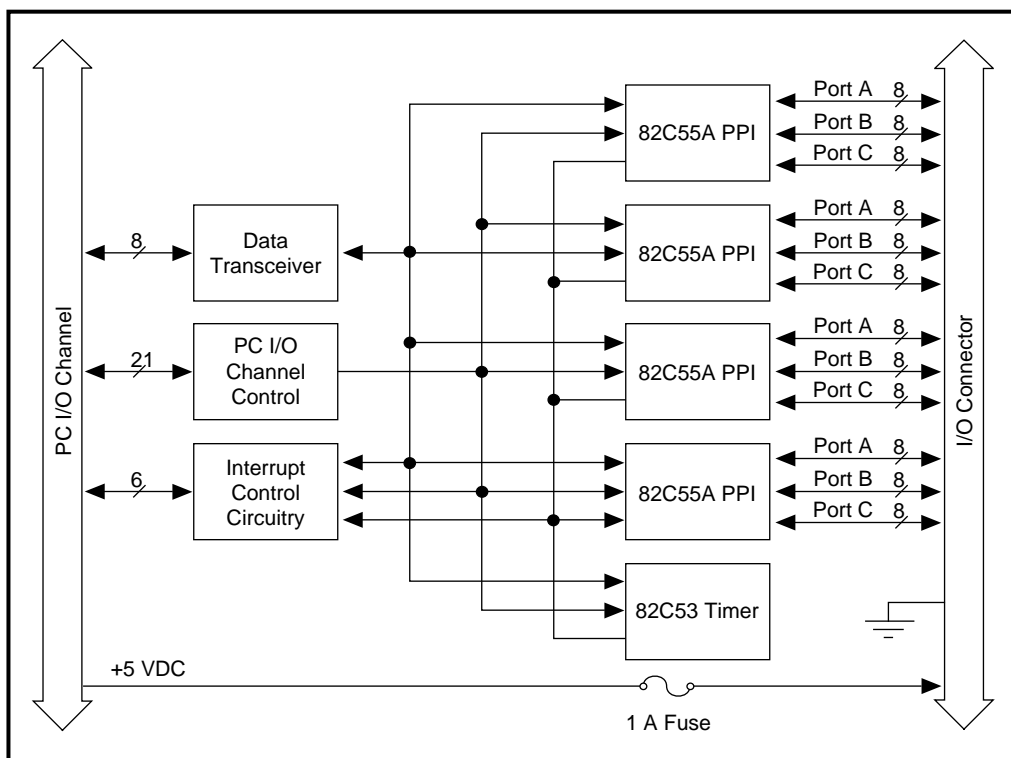 Port A 8
Port B 8
Port C 8
82C55A PPI
Port A 8
Port B 8
Port C 8
82C55A PPI
8
Data
Transceiver
Port A 8
Port B 8
Port C 8
82C55A PPI
21
PC I/O
Channel
Control
Port A 8
Port B 8
Port C 8
82C55A PPI
6
Interrupt
Control
Circuitry
82C53 Timer
+5 VDC
1 A Fuse
PC I/O Channel
I/O Connector